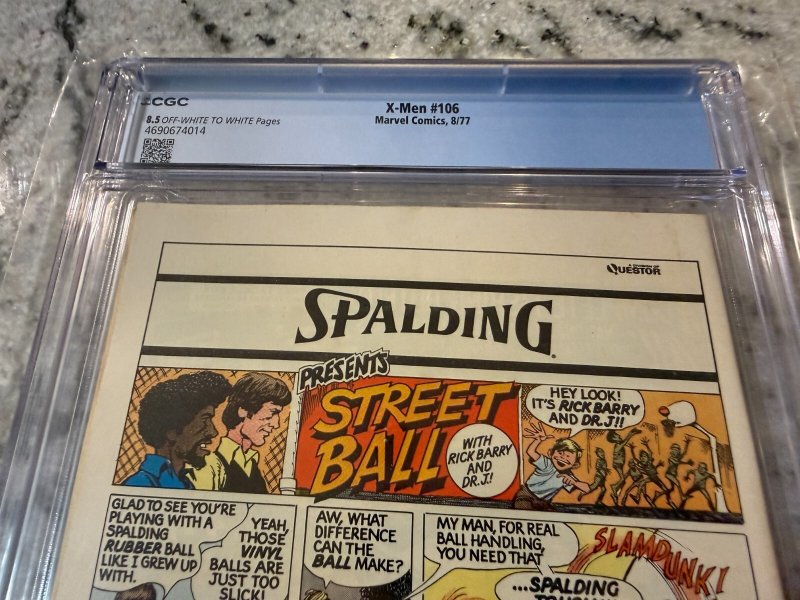 CGC
X-Men #106
8.5 OFF-WHITE TO WHITE Pages
Marvel Comics, 8/77
4690674014
A DIVISION OF
QUESTOR
SPALDING
PRESENTS
STREET
BALL
WITH
RICK BARRY
AND
DR. J!
HEY LOOK!
IT'S RICK BARRY
AND DR. J!!
GLAD TO SEE YOU'RE
PLAYING WITH A
SPALDING
RUBBER BALL
LIKE I GREW UP
WITH.
YEAH,
THOSE
VINYL
BALLS ARE
JUST TOO
SLICK!
AW, WHAT
DIFFERENCE
CAN THE
BALL MAKE?
MY MAN, FOR REAL
BALL HANDLING,
YOU NEED THAT
...SPALDING
SLAMDUNK!